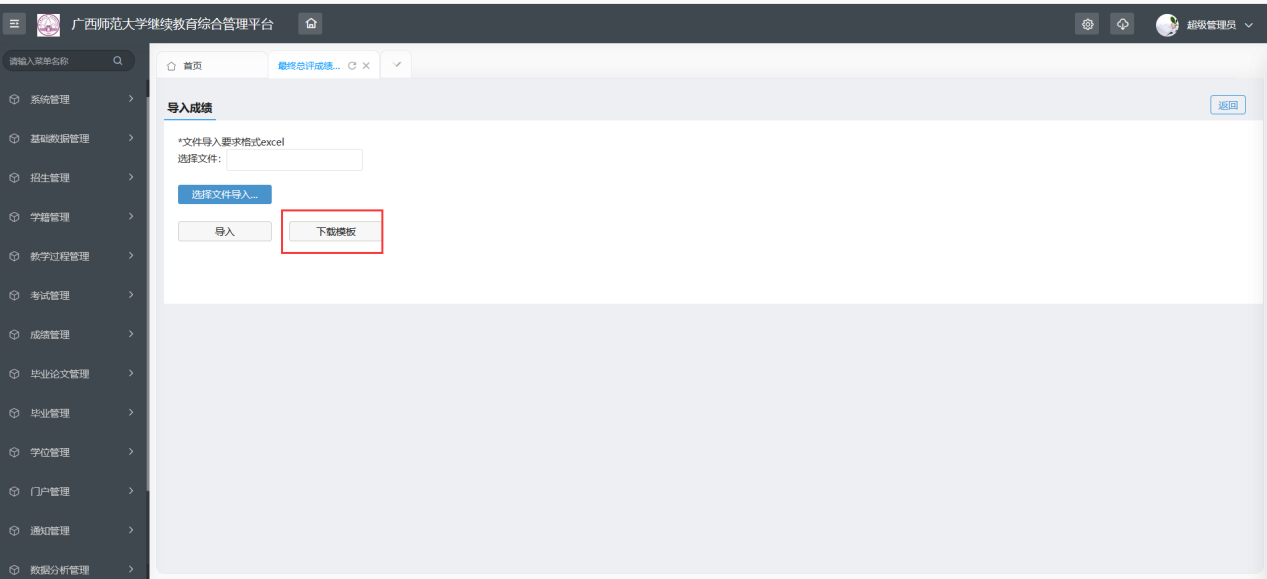 广西师范大学继续教育综合管理平台
超级管理员
请输入菜单名称
首页
最终总评成绩...
系统管理
基础数据管理
招生管理
学籍管理
教学过程管理
考试管理
成绩管理
毕业论文管理
毕业管理
学位管理
门户管理
通知管理
数据分析管理
导入成绩
返回
*文件导入要求格式excel
选择文件:
选择文件导入...
导入
下载模板